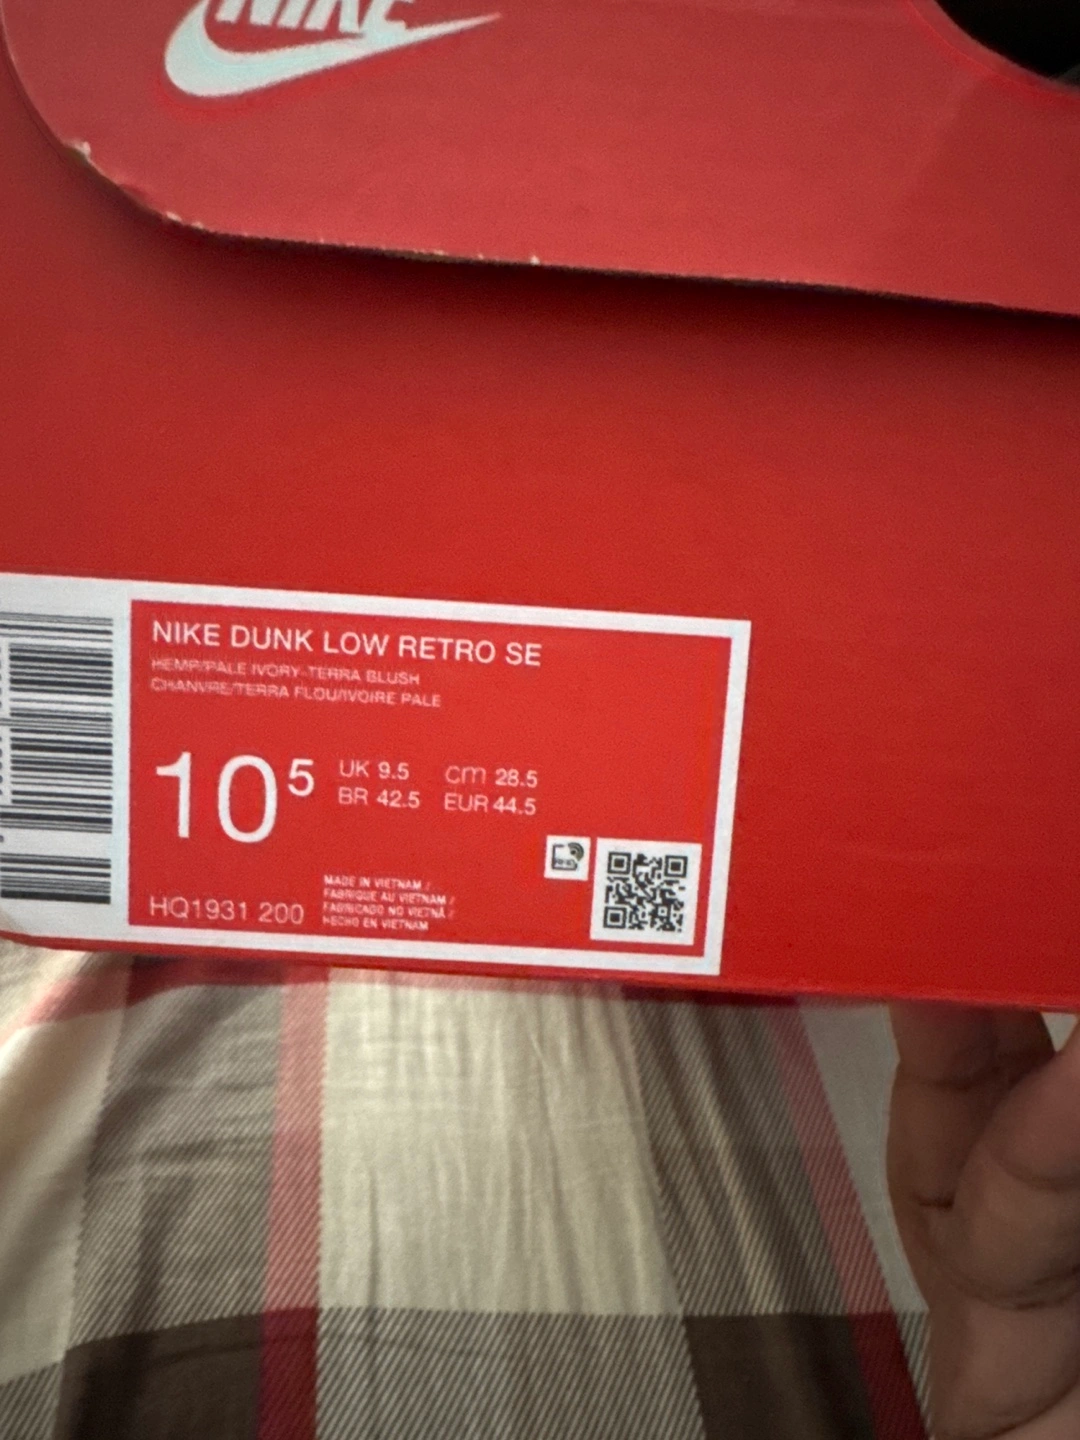 NIKE
NIKE DUNK LOW RETRO SE
HEMP/PALE IVORY-TERRA BLUSH
CHANVRE/TERRA FLOU/IVOIRE PALE
10 5
UK 9.5 cm 28.5
BR 42.5 EUR 44.5
HQ1931 200
MADE IN VIETNAM /
FABRIQUE AU VIETNAM /
FABRICADO NO VIETNÃ /
HECHO EN VIETNAM